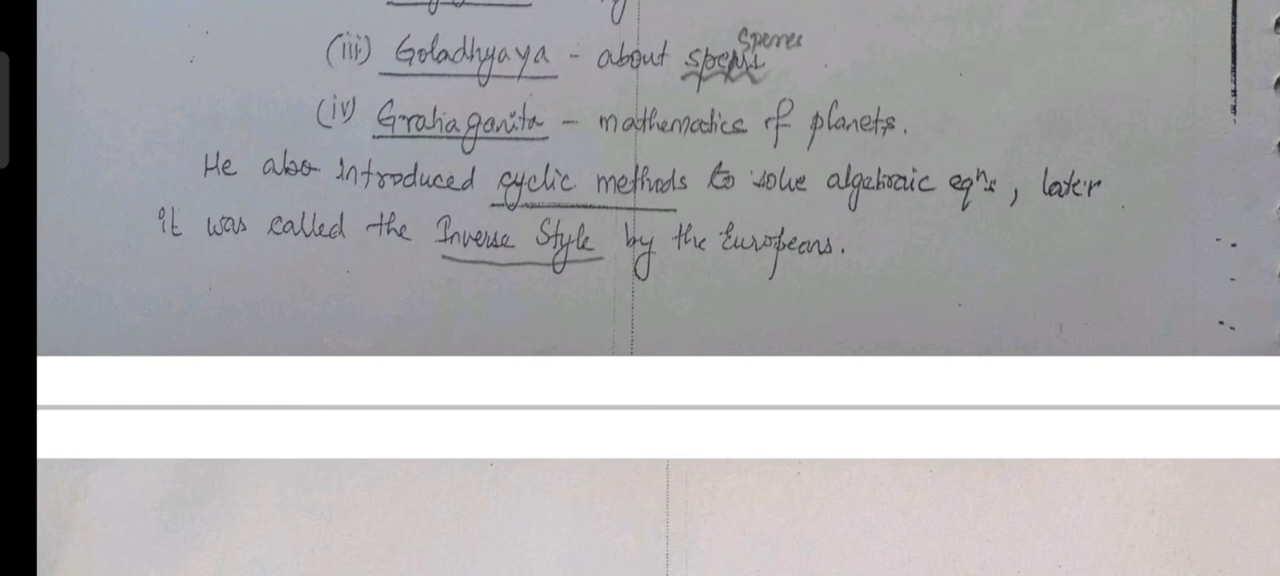 (iii) Goladhyaya - about Speres
(iv) Grahaganita - mathematics of planets.
He also introduced cyclic methods to solve algebraic eqns, later
it was called the Inverse Style by the Europeans.